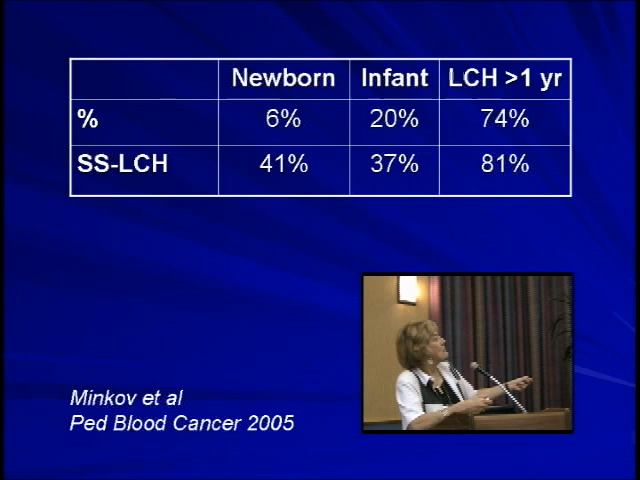 Newborn Infant LCH >1 yr
% 6% 20% 74%
SS-LCH 41% 37% 81%
Minkov et al
Ped Blood Cancer 2005